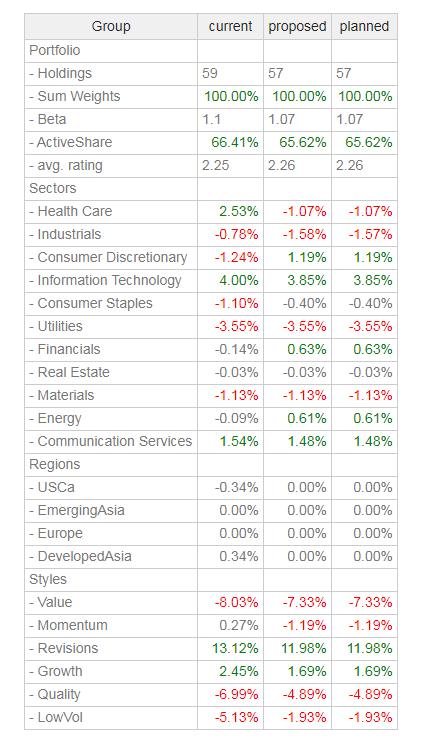 Group current proposed planned
Portfolio
- Holdings 59 57 57
- Sum Weights 100.00% 100.00% 100.00%
- Beta 1.1 1.07 1.07
- ActiveShare 66.41% 65.62% 65.62%
- avg. rating 2.25 2.26 2.26
Sectors
- Health Care 2.53% -1.07% -1.07%
- Industrials -0.78% -1.58% -1.57%
- Consumer Discretionary -1.24% 1.19% 1.19%
- Information Technology 4.00% 3.85% 3.85%
- Consumer Staples -1.10% -0.40% -0.40%
- Utilities -3.55% -3.55% -3.55%
- Financials -0.14% 0.63% 0.63%
- Real Estate -0.03% -0.03% -0.03%
- Materials -1.13% -1.13% -1.13%
- Energy -0.09% 0.61% 0.61%
- Communication Services 1.54% 1.48% 1.48%
Regions
- USCa -0.34% 0.00% 0.00%
- EmergingAsia 0.00% 0.00% 0.00%
- Europe 0.00% 0.00% 0.00%
- DevelopedAsia 0.34% 0.00% 0.00%
Styles
- Value -8.03% -7.33% -7.33%
- Momentum 0.27% -1.19% -1.19%
- Revisions 13.12% 11.98% 11.98%
- Growth 2.45% 1.69% 1.69%
- Quality -6.99% -4.89% -4.89%
- LowVol -5.13% -1.93% -1.93%